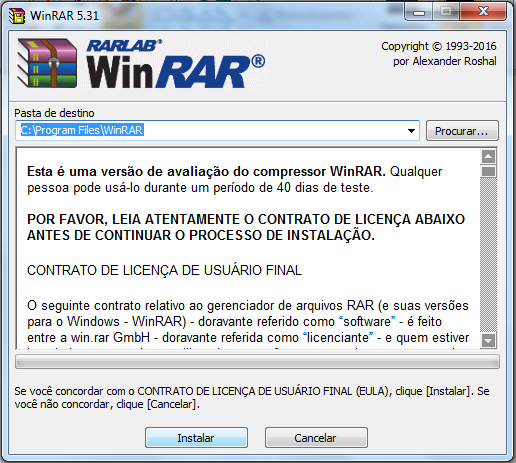 WinRAR 5.31
RARLAB®
WinRAR®
Copyright © 1993-2016
por Alexander Roshal
Pasta de destino
C:\Program Files\WinRAR
Procurar...
Esta é uma versão de avaliação do compressor WinRAR. Qualquer
pessoa pode usá-lo durante um período de 40 dias de teste.
POR FAVOR, LEIA ATENTAMENTE O CONTRATO DE LICENÇA ABAIXO
ANTES DE CONTINUAR O PROCESSO DE INSTALAÇÃO.
CONTRATO DE LICENÇA DE USUÁRIO FINAL
O seguinte contrato relativo ao gerenciador de arquivos RAR (e suas versões
para o Windows - WinRAR) - doravante referido como “software” - é feito
entre a win.rar GmbH - doravante referida como “licenciante” - e quem estiver
Se você concordar com o CONTRATO DE LICENÇA DE USUÁRIO FINAL (EULA), clique [Instalar]. Se
você não concordar, clique [Cancelar].
Instalar
Cancelar